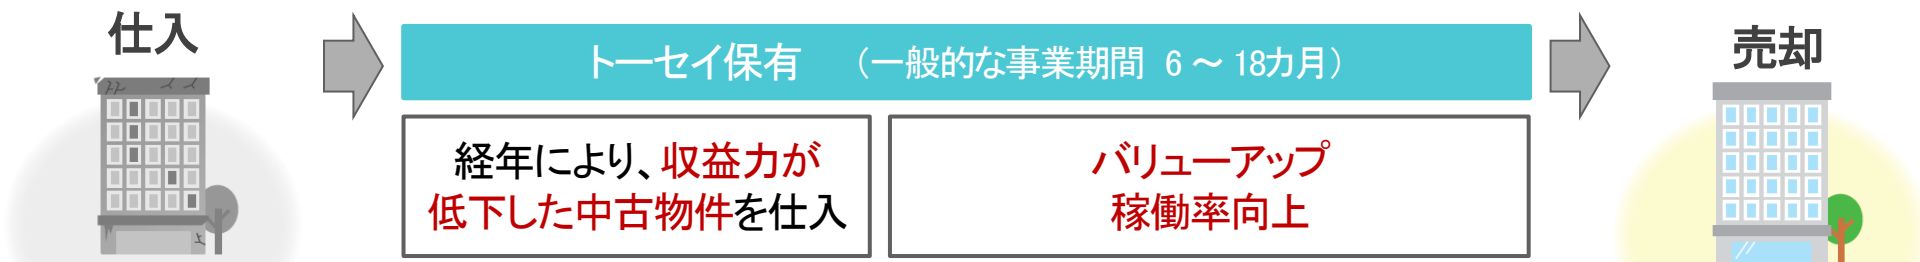 仕入
トーセイ保有 （一般的な事業期間 6 ～ 18カ月）
売却
経年により、収益力が
低下した中古物件を仕入
バリューアップ
稼働率向上